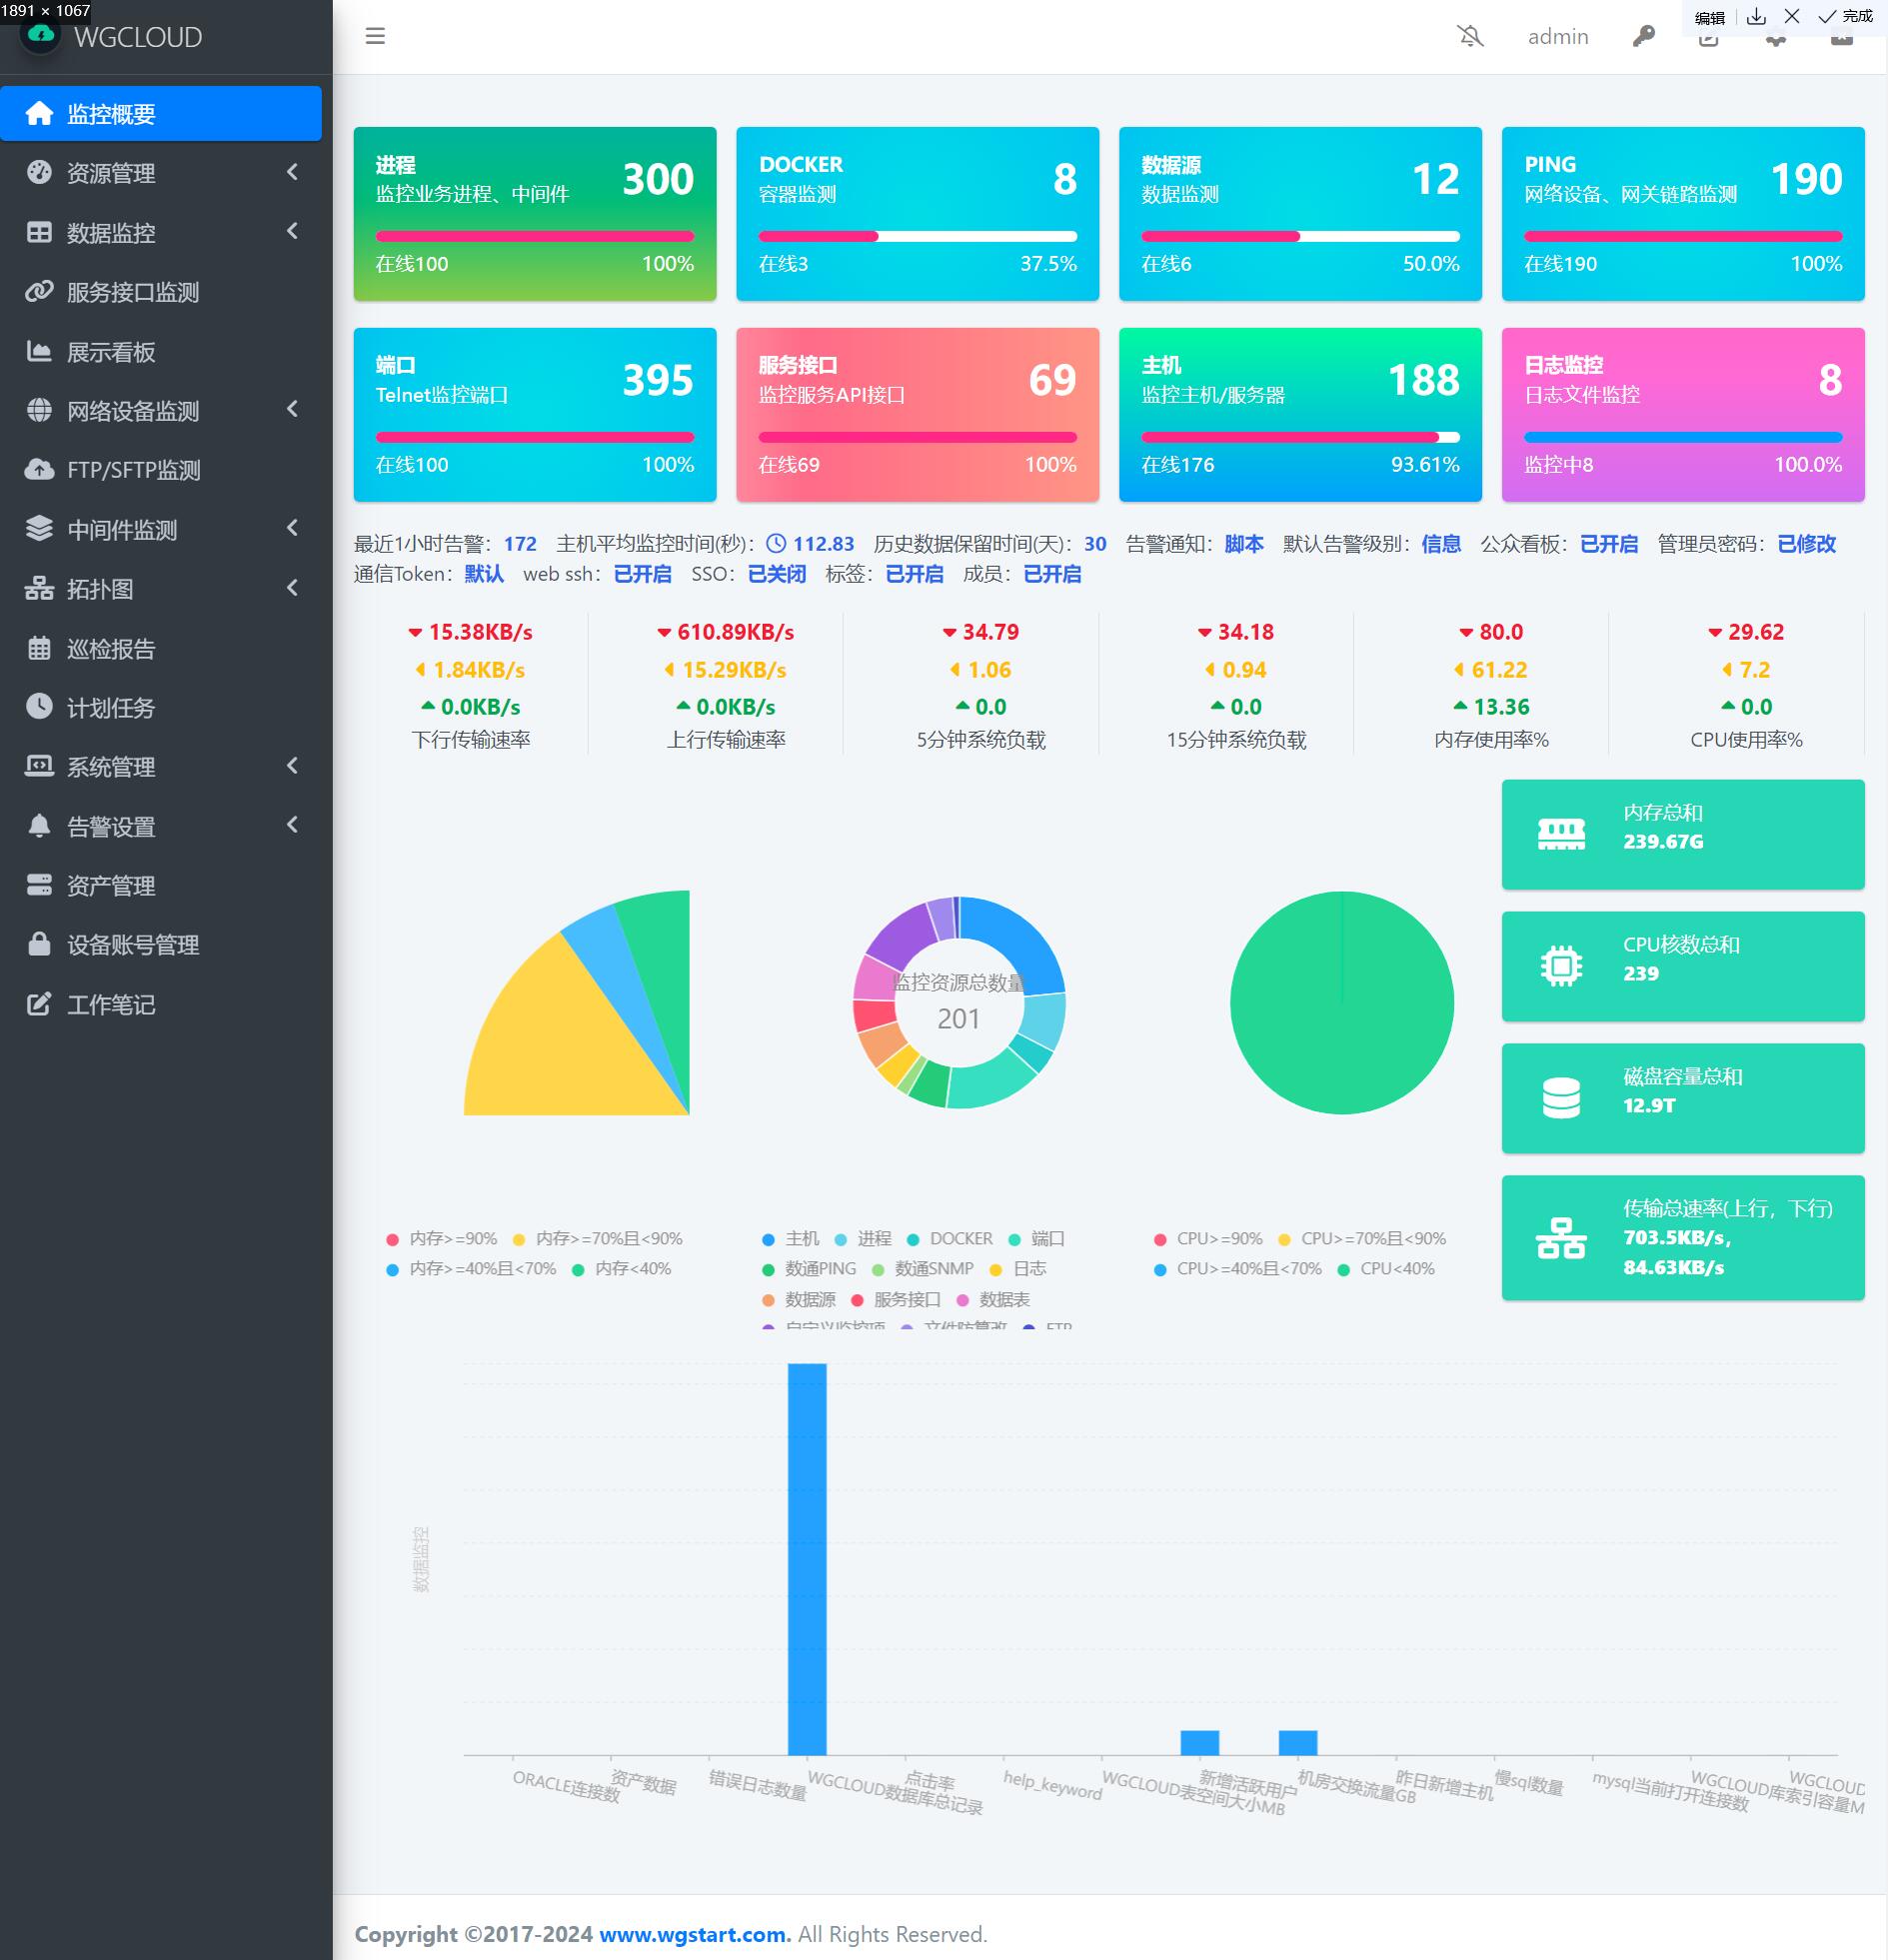 1891 × 1067
WGCLOUD
admin
编辑
完成
监控概要
资源管理
数据监控
服务接口监测
展示看板
网络设备监测
FTP/SFTP监测
中间件监测
拓扑图
巡检报告
计划任务
系统管理
告警设置
资产管理
设备账号管理
工作笔记
进程
监控业务进程、中间件
300
在线100 100%
DOCKER
容器监测
8
在线3 37.5%
数据源
数据监测
12
在线6 50.0%
PING
网络设备、网关链路监测
190
在线190 100%
端口
Telnet监控端口
395
在线100 100%
服务接口
监控服务API接口
69
在线69 100%
主机
监控主机/服务器
188
在线176 93.61%
日志监控
日志文件监控
8
监控中8 100.0%
最近1小时告警：172 主机平均监控时间(秒)：112.83 历史数据保留时间(天)：30 告警通知：脚本 默认告警级别：信息 公众看板：已开启 管理员密码：已修改
通信Token：默认 web ssh：已开启 SSO：已关闭 标签：已开启 成员：已开启
15.38KB/s 610.89KB/s 34.79 34.18 80.0 29.62
1.84KB/s 15.29KB/s 1.06 0.94 61.22 7.2
0.0KB/s 0.0KB/s 0.0 0.0 13.36 0.0
下行传输速率 上行传输速率 5分钟系统负载 15分钟系统负载 内存使用率% CPU使用率%
监控资源总数量
201
内存>=90% 内存>=70%且<90%
内存>=40%且<70% 内存<40%
主机 进程 DOCKER 端口
数通PING 数通SNMP 日志
数据源 服务接口 数据表
自定义监控项 文件防篡改 FTP
CPU>=90% CPU>=70%且<90%
CPU>=40%且<70% CPU<40%
内存总和
239.67G
CPU核数总和
239
磁盘容量总和
12.9T
传输总速率(上行，下行)
703.5KB/s，
84.63KB/s
数据监控
ORACLE连接数
资产数据
错误日志数量
WGCLOUD数据库总记录
点击率
help_keyword
WGCLOUD表空间大小MB
新增活跃用户
机房交换流量GB
昨日新增主机
慢sql数量
mysql当前打开连接数
WGCLOUD库索引容量M
WGCLOUD
Copyright ©2017-2024 www.wgstart.com. All Rights Reserved.